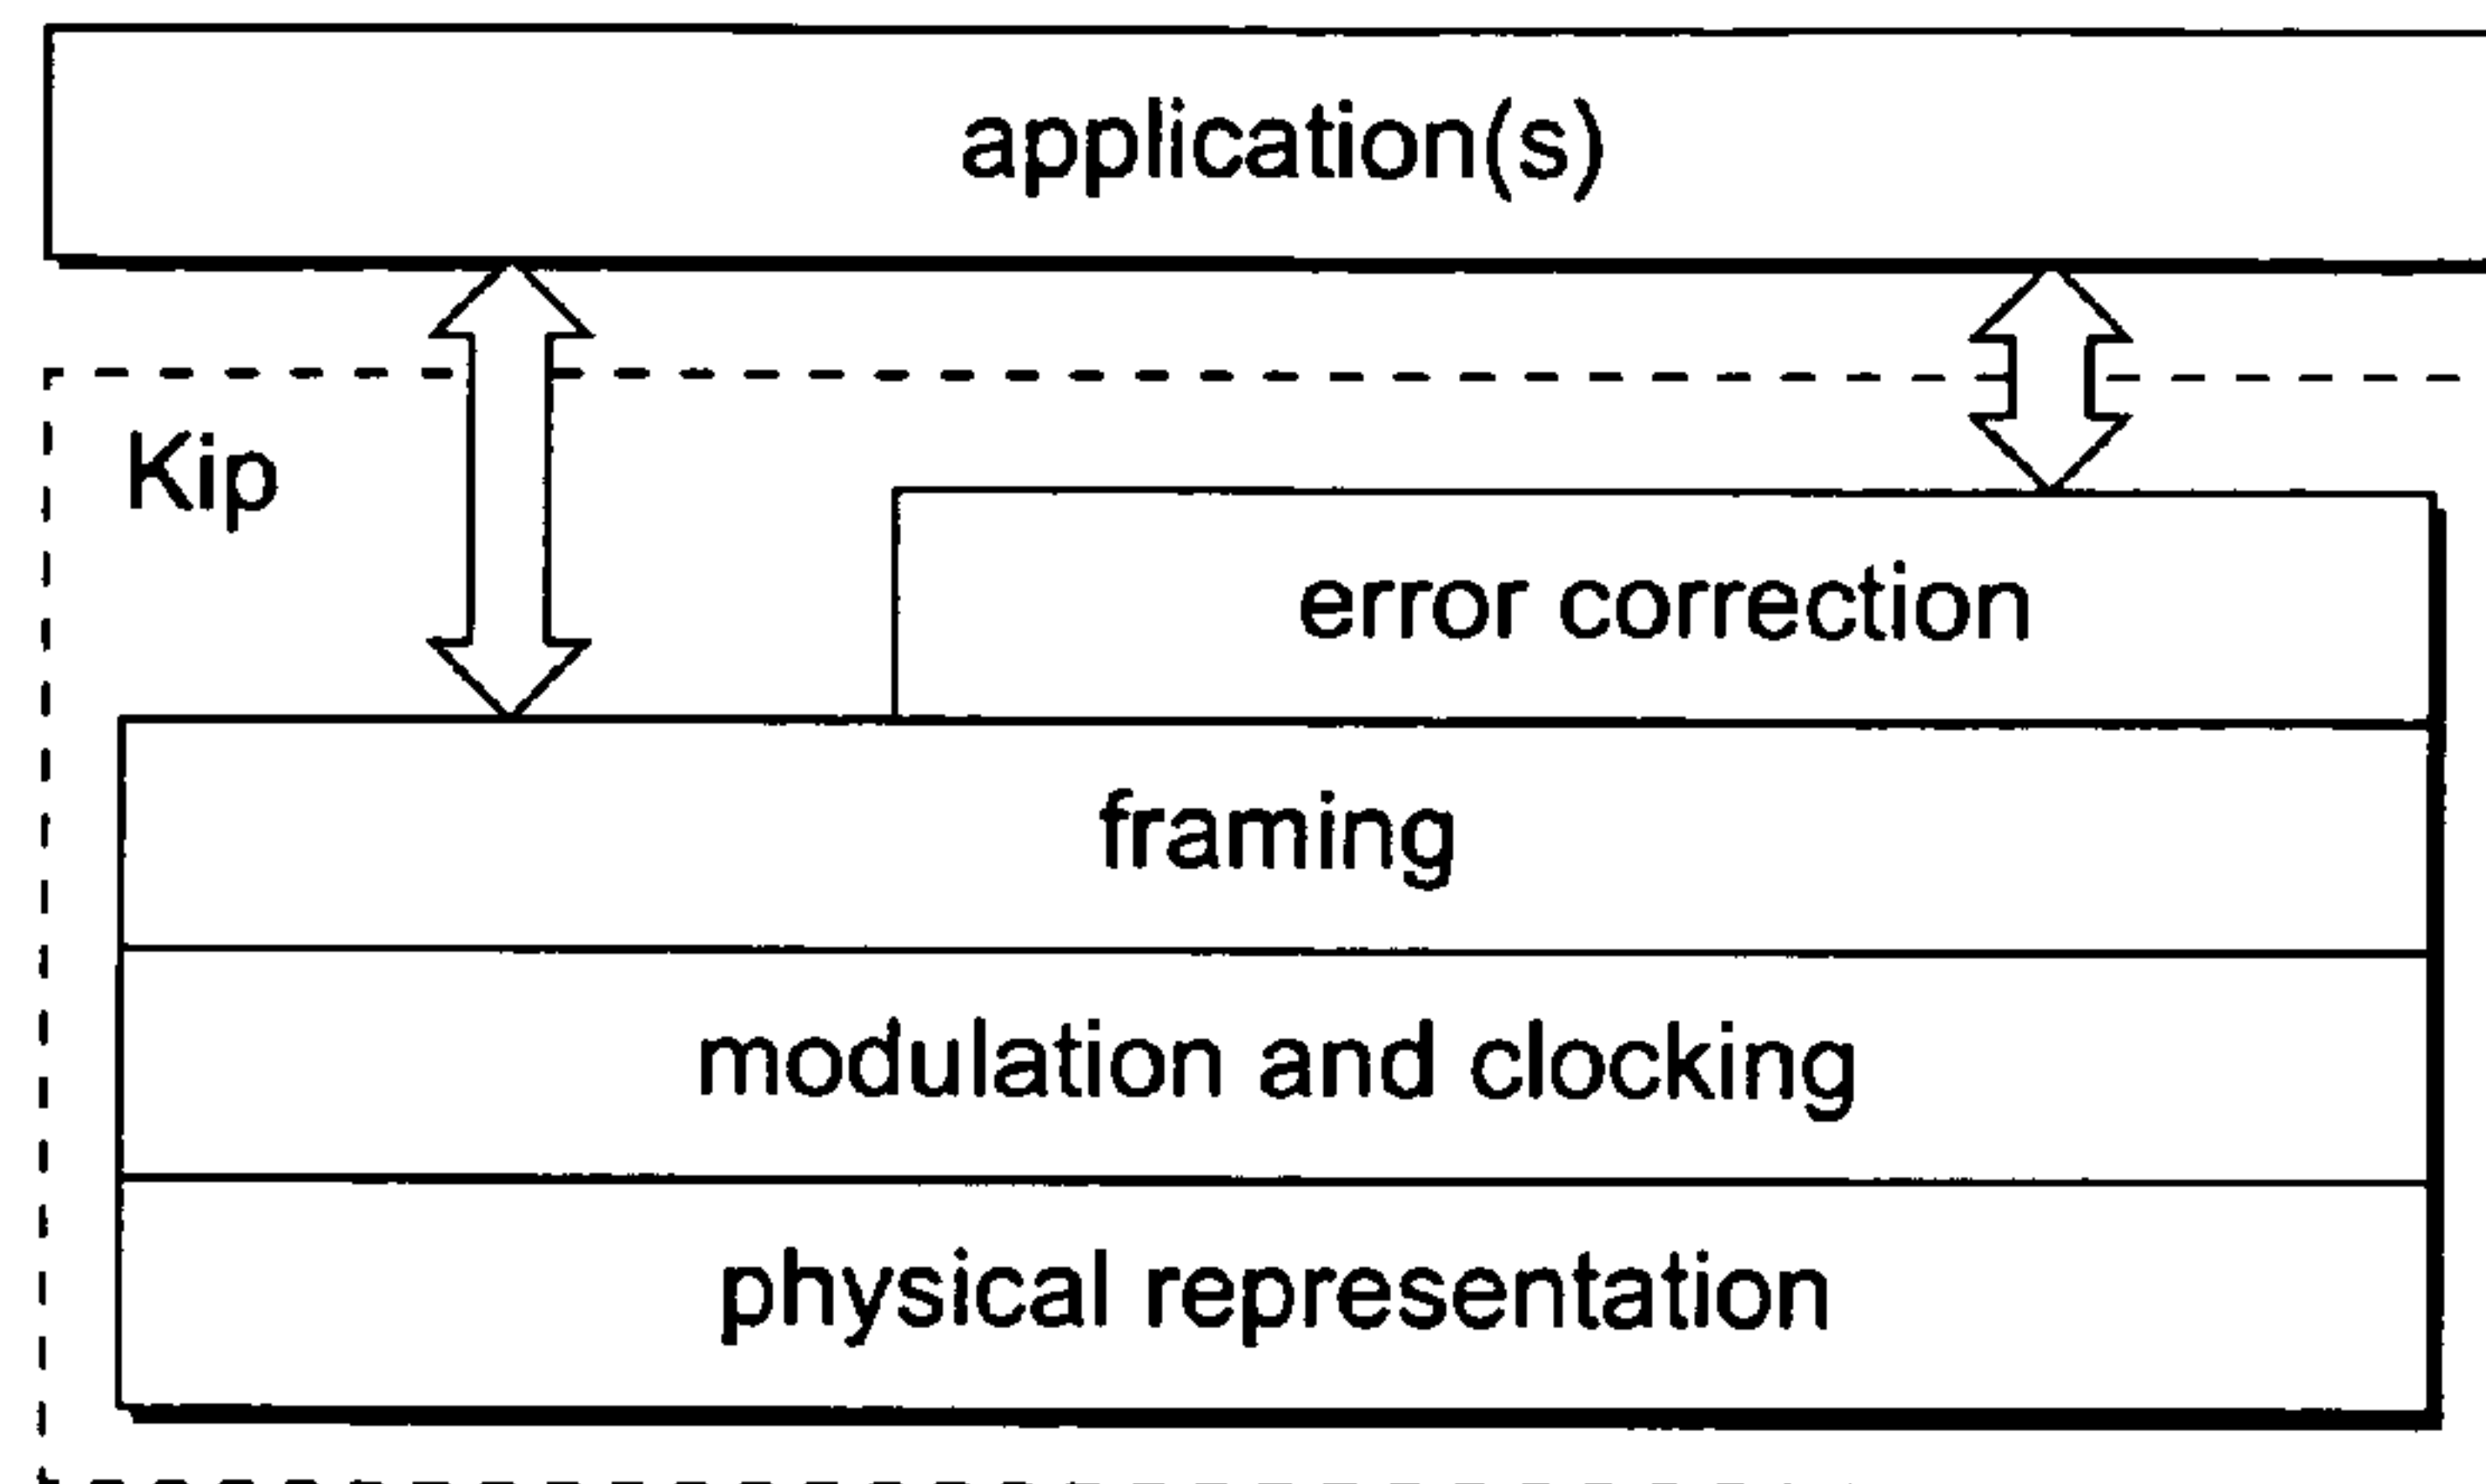 application(s)
Kip
error correction
framing
modulation and clocking
physical representation